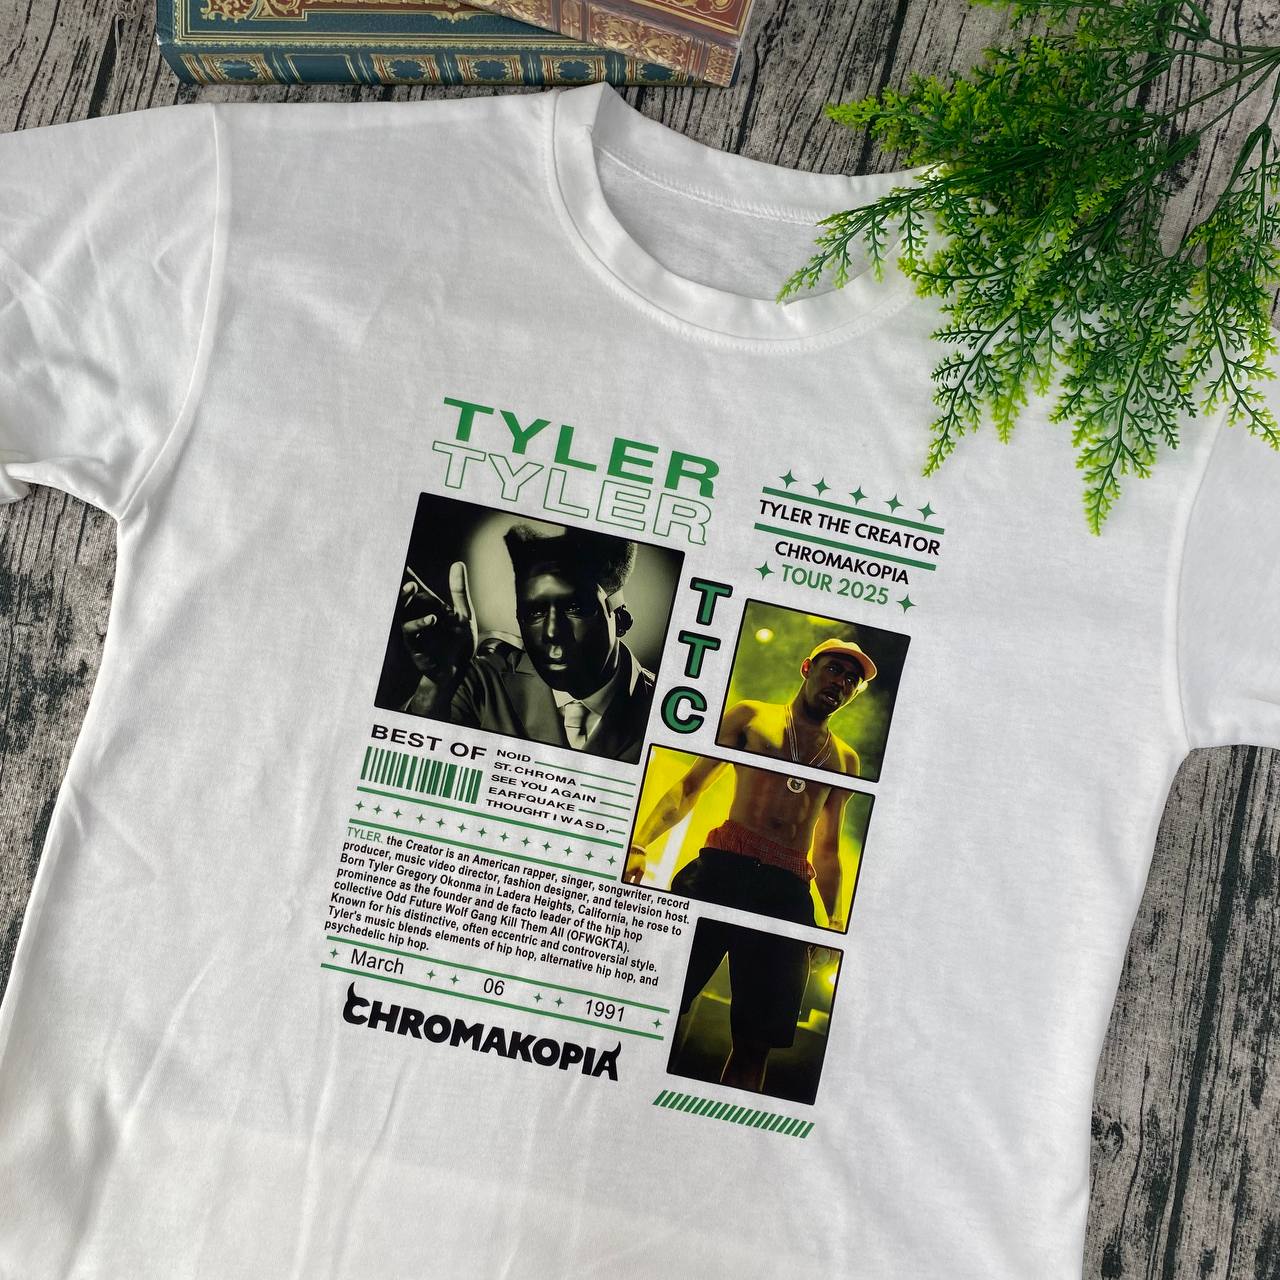 TYLER
TYLER
TYLER THE CREATOR
CHROMAKOPIA
TOUR 2025
T
T
C
BEST OF
NOID
ST. CHROMA
SEE YOU AGAIN
EARFQUAKE
THOUGHT I WAS D,
TYLER. the Creator is an American rapper, singer, songwriter, record
producer, music video director, fashion designer, and television host.
Born Tyler Gregory Okonma in Ladera Heights, California, he rose to
prominence as the founder and de facto leader of the hip hop
collective Odd Future Wolf Gang Kill Them All (OFWGKTA).
Known for his distinctive, often eccentric and controversial style.
Tyler's music blends elements of hip hop, alternative hip hop, and
psychedelic hip hop.
March 06 1991
CHROMAKOPIA